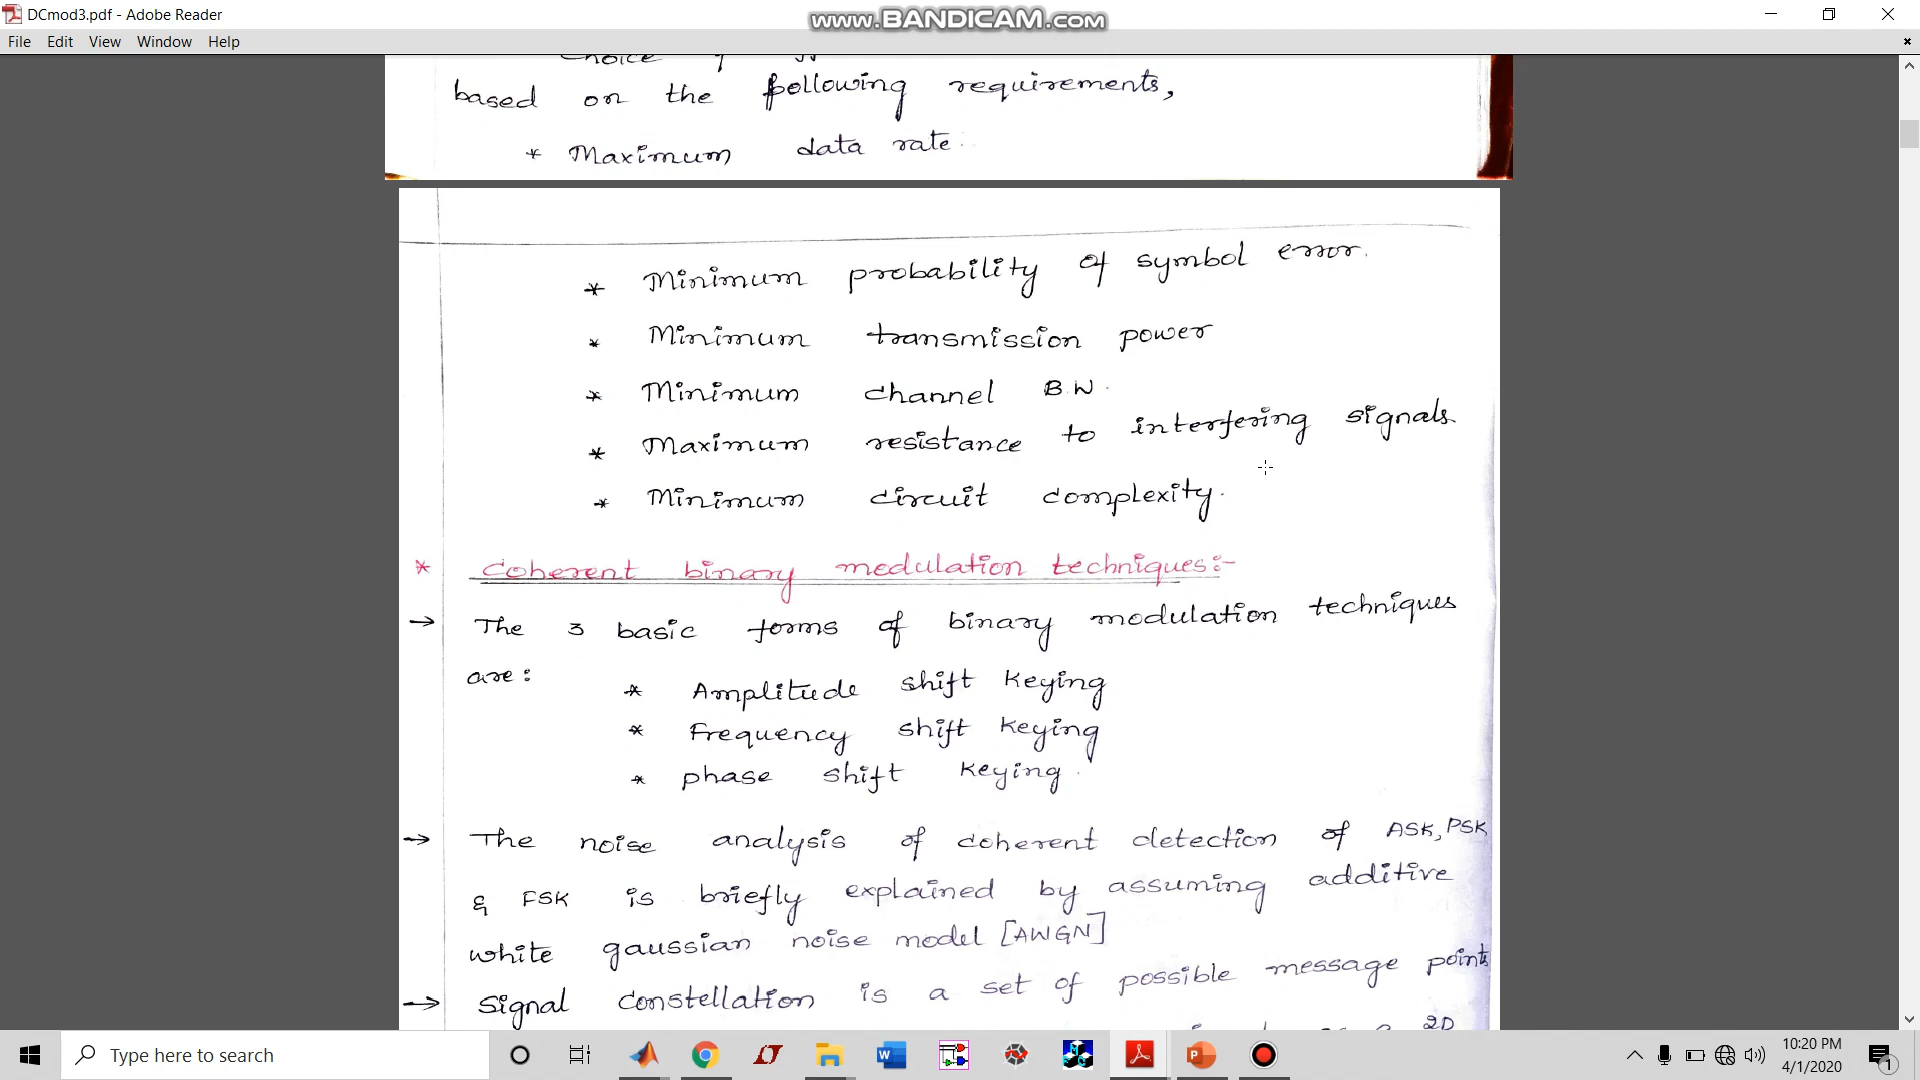 DCmod3.pdf - Adobe Reader
www.BANDICAM.com
File Edit View Window Help
Choice
based on the following requirements,
* Maximum data rate.
* Minimum probability of symbol error.
* Minimum transmission power
* Minimum channel B.W.
* Maximum resistance to interfering signals.
* Minimum circuit complexity.
* Coherent binary modulation techniques:-
→ The 3 basic forms of binary modulation techniques
are:
* Amplitude shift Keying
* Frequency shift Keying
* phase shift Keying.
→ The noise analysis of coherent detection of ASK, PSK
& FSK is briefly explained by assuming additive
white gaussian noise model [AWGN]
→ Signal constellation is a set of possible message points
2D
Type here to search
10:20 PM
4/1/2020
1